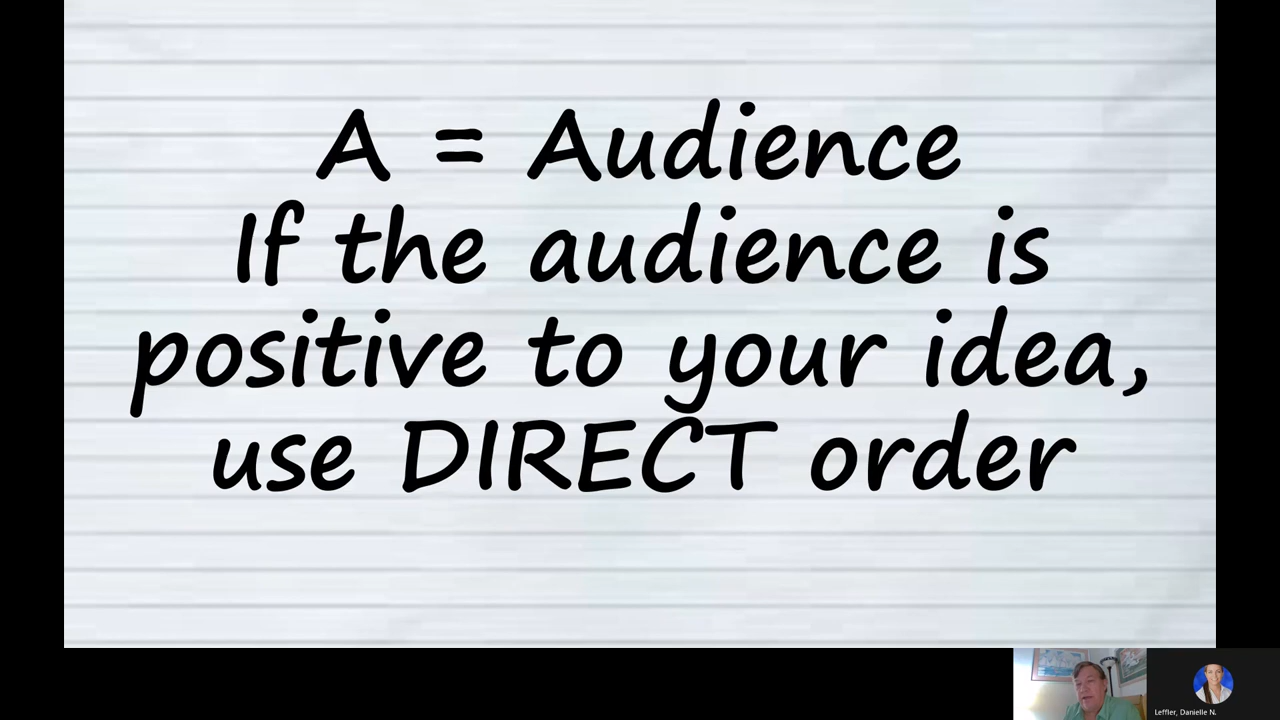 A = Audience
If the audience is
positive to your idea,
use DIRECT order
Leffler, Danielle N.